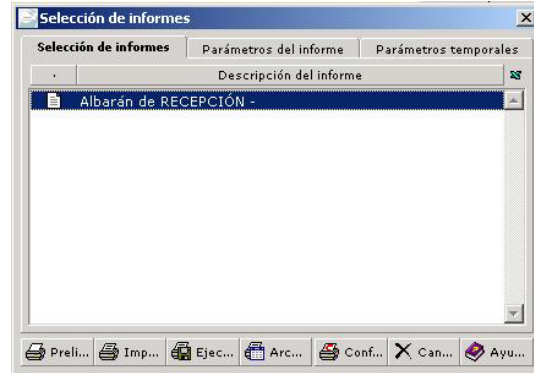 Selección de informes
Selección de informes Parámetros del informe Parámetros temporales
. Descripción del informe
Albarán de RECEPCIÓN -
Preli... Imp... Ejec... Arc... Conf... Can... Ayu...